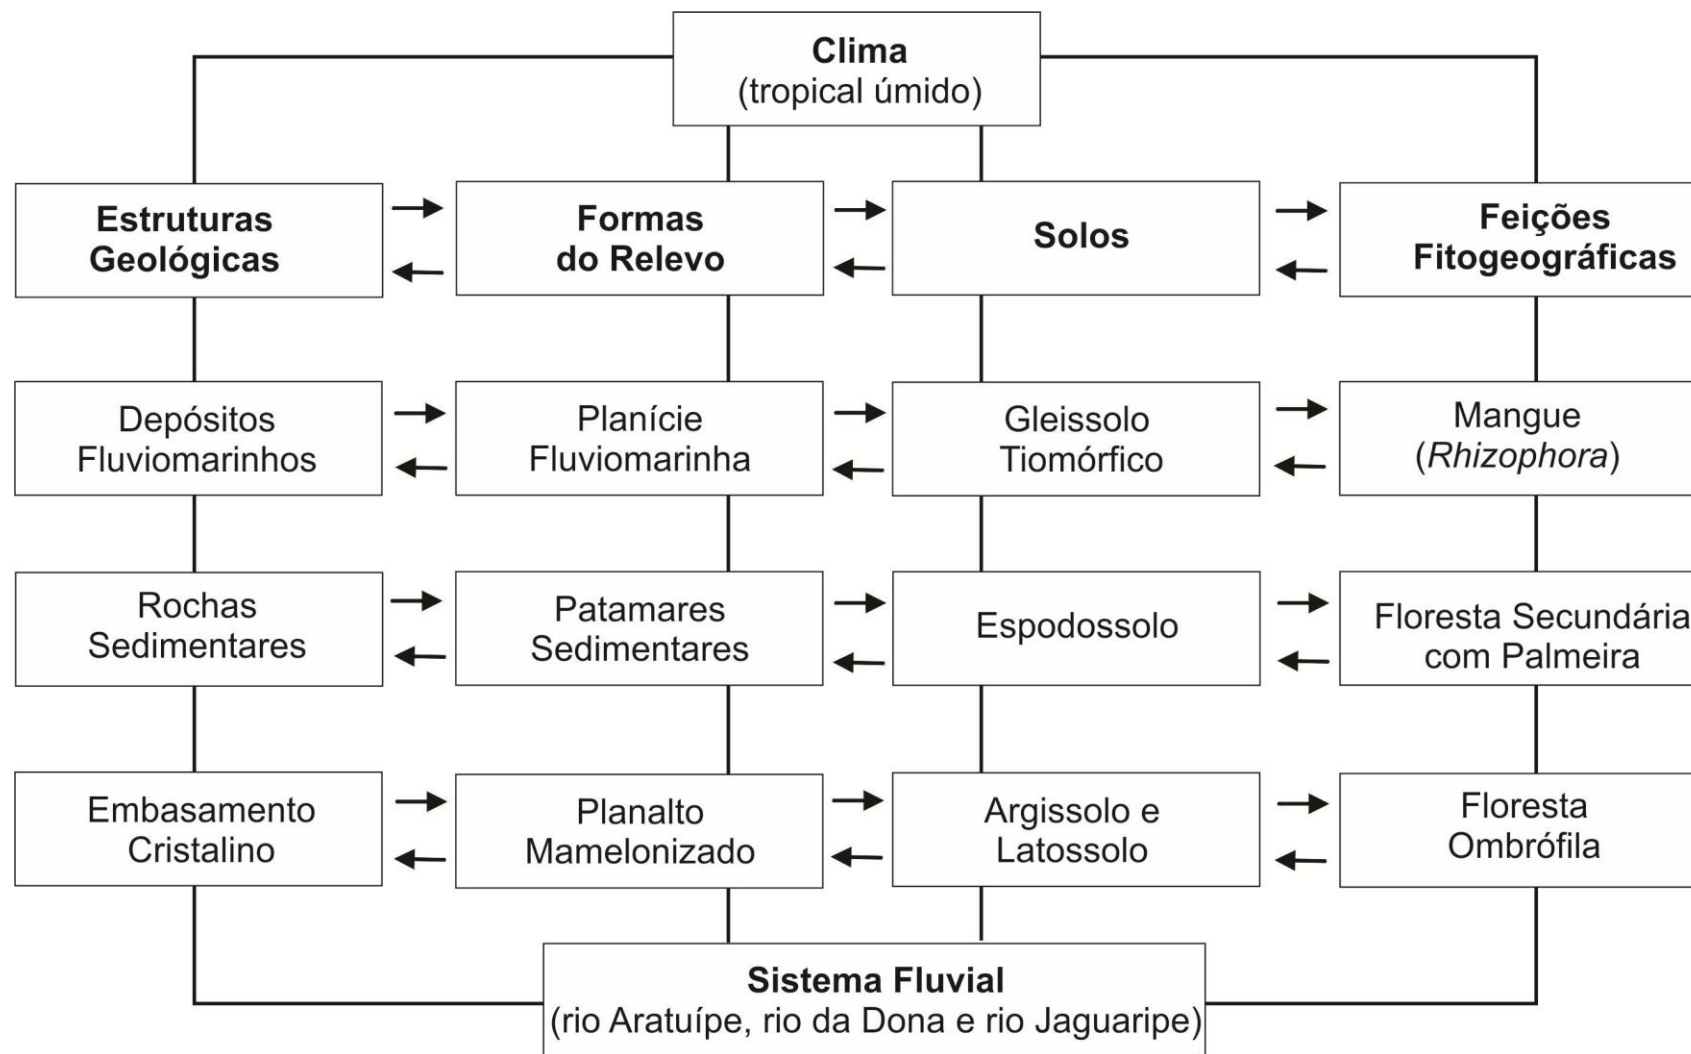 Clima
(tropical úmido)
Estruturas
Geológicas
Formas
do Relevo
Solos
Feições
Fitogeográficas
Depósitos
Fluviomarinhos
Planície
Fluviomarinha
Gleissolo
Tiomórfico
Mangue
(Rhizophora)
Rochas
Sedimentares
Patamares
Sedimentares
Espodossolo
Floresta Secundária
com Palmeira
Embasamento
Cristalino
Planalto
Mamelonizado
Argissolo e
Latossolo
Floresta
Ombrófila
Sistema Fluvial
(rio Aratuípe, rio da Dona e rio Jaguaripe)